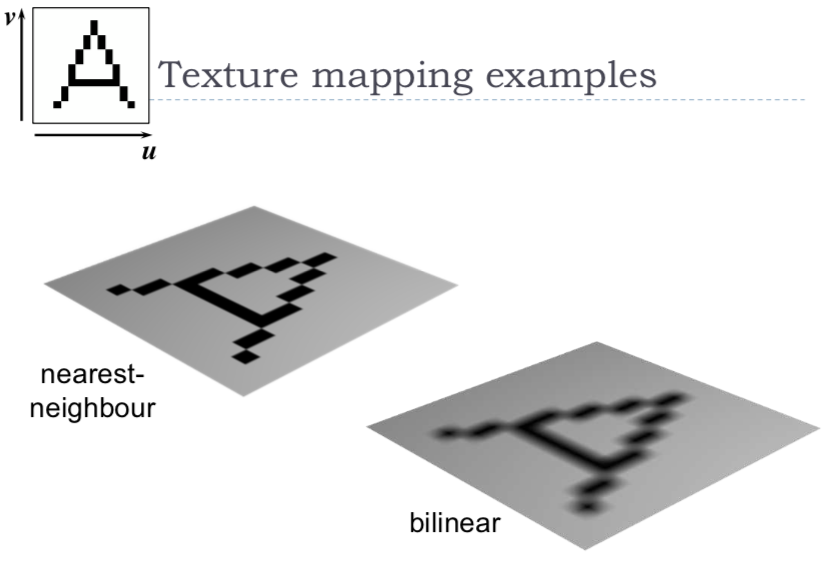 v
A
u
Texture mapping examples
A
nearest-
neighbour
A
bilinear